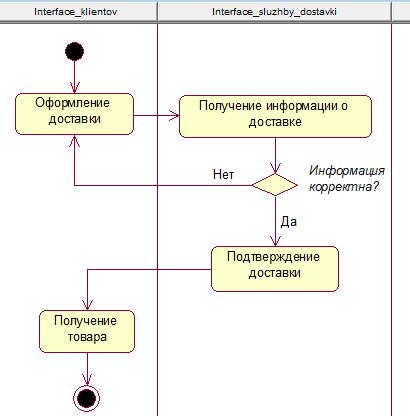 Interface_klientov
Interface_sluzhby_dostavki
Оформление
доставки
Получение информации о
доставке
Информация
корректна?
Нет
Да
Подтверждение
доставки
Получение
товара